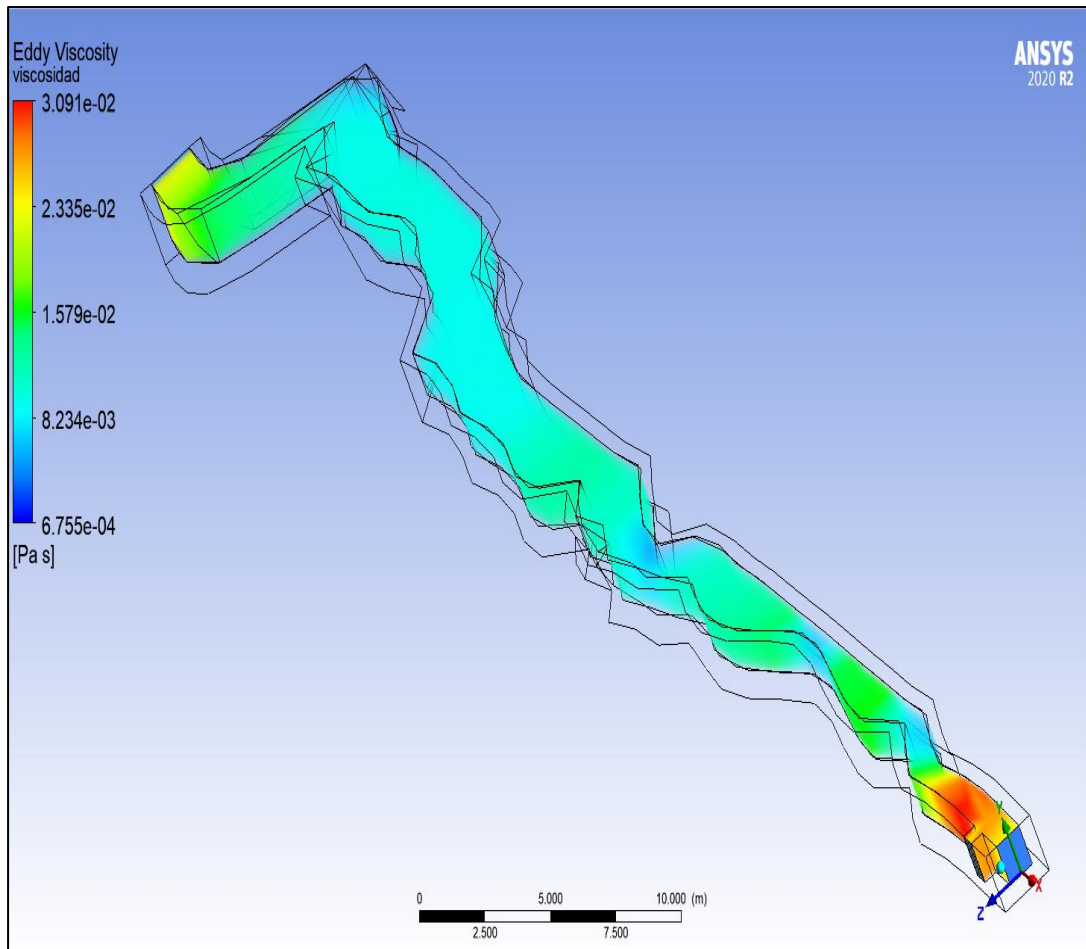 Eddy Viscosity
viscosidad
3.091e-02
2.335e-02
1.579e-02
8.234e-03
6.755e-04
[Pa s]
ANSYS
2020 R2
Y
X
Z
0 5.000 10.000 (m)
2.500 7.500